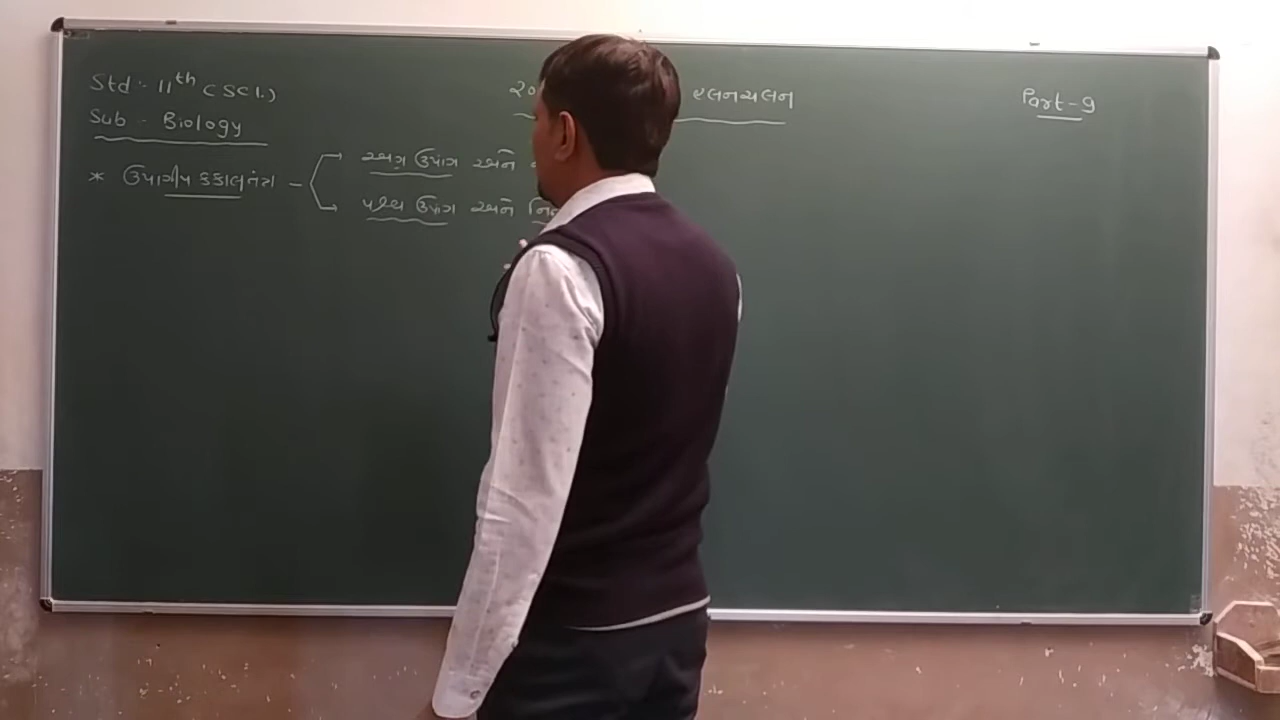 Std :- 11th (SCI.)
૨૦ હલનચલન
Part-9
Sub - Biology
* ઉપાંગીય કંકાલતંત્ર -
અગ્ર ઉપાંગ અને
પશ્ચ ઉપાંગ અને